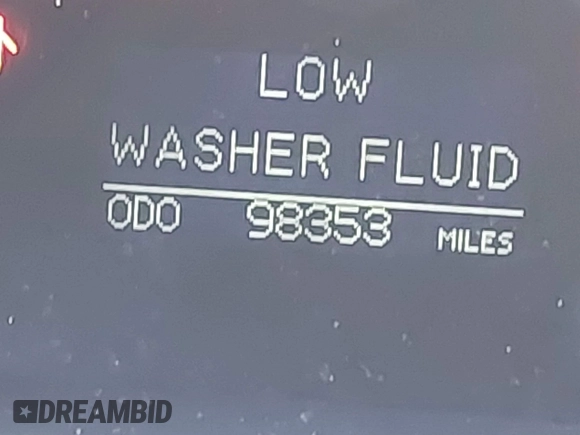 LOW
WASHER FLUID
ODO 98353 MILES
DREAMBID